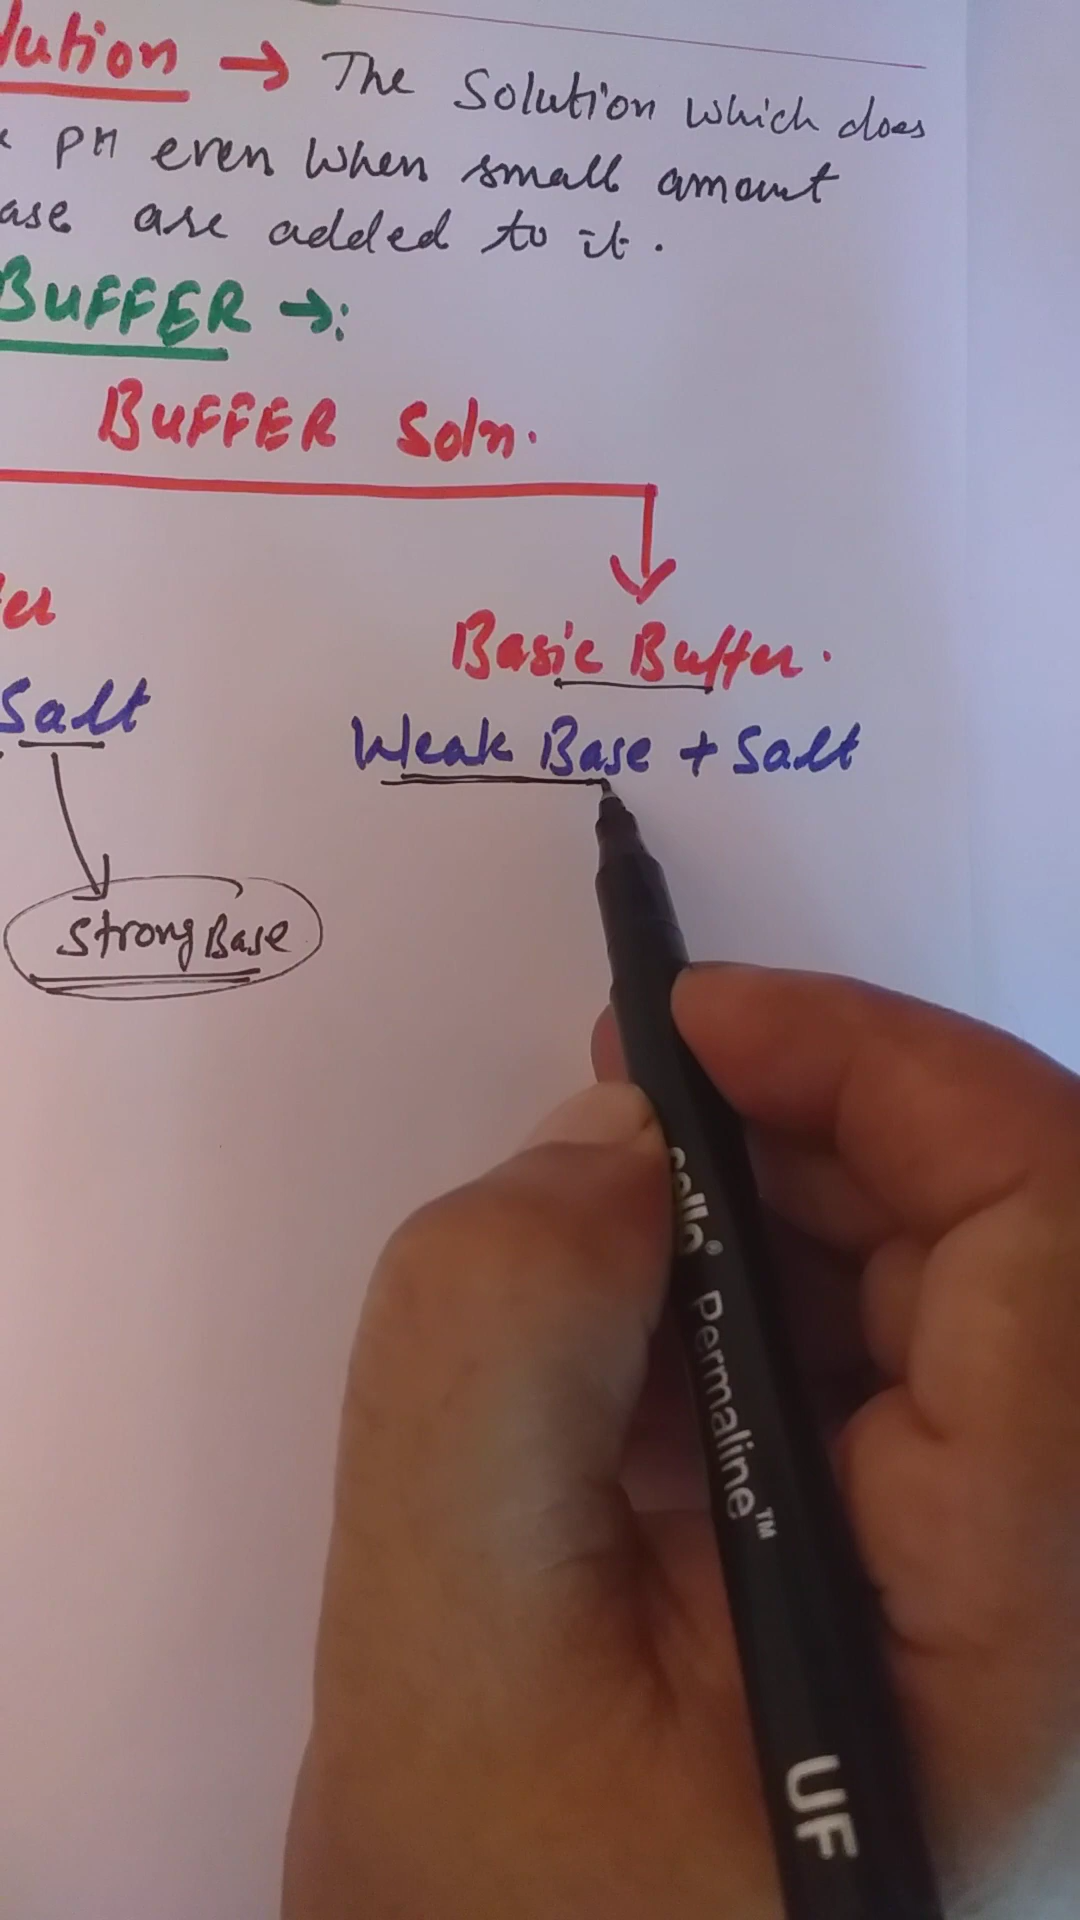 lution → The Solution which does
PH even when small amount
ase are added to it.
BUFFER →:
BUFFER Soln.
er
Basic Buffer.
Salt
Weak Base + Salt
Strong Base
cello® Permaline™
UF